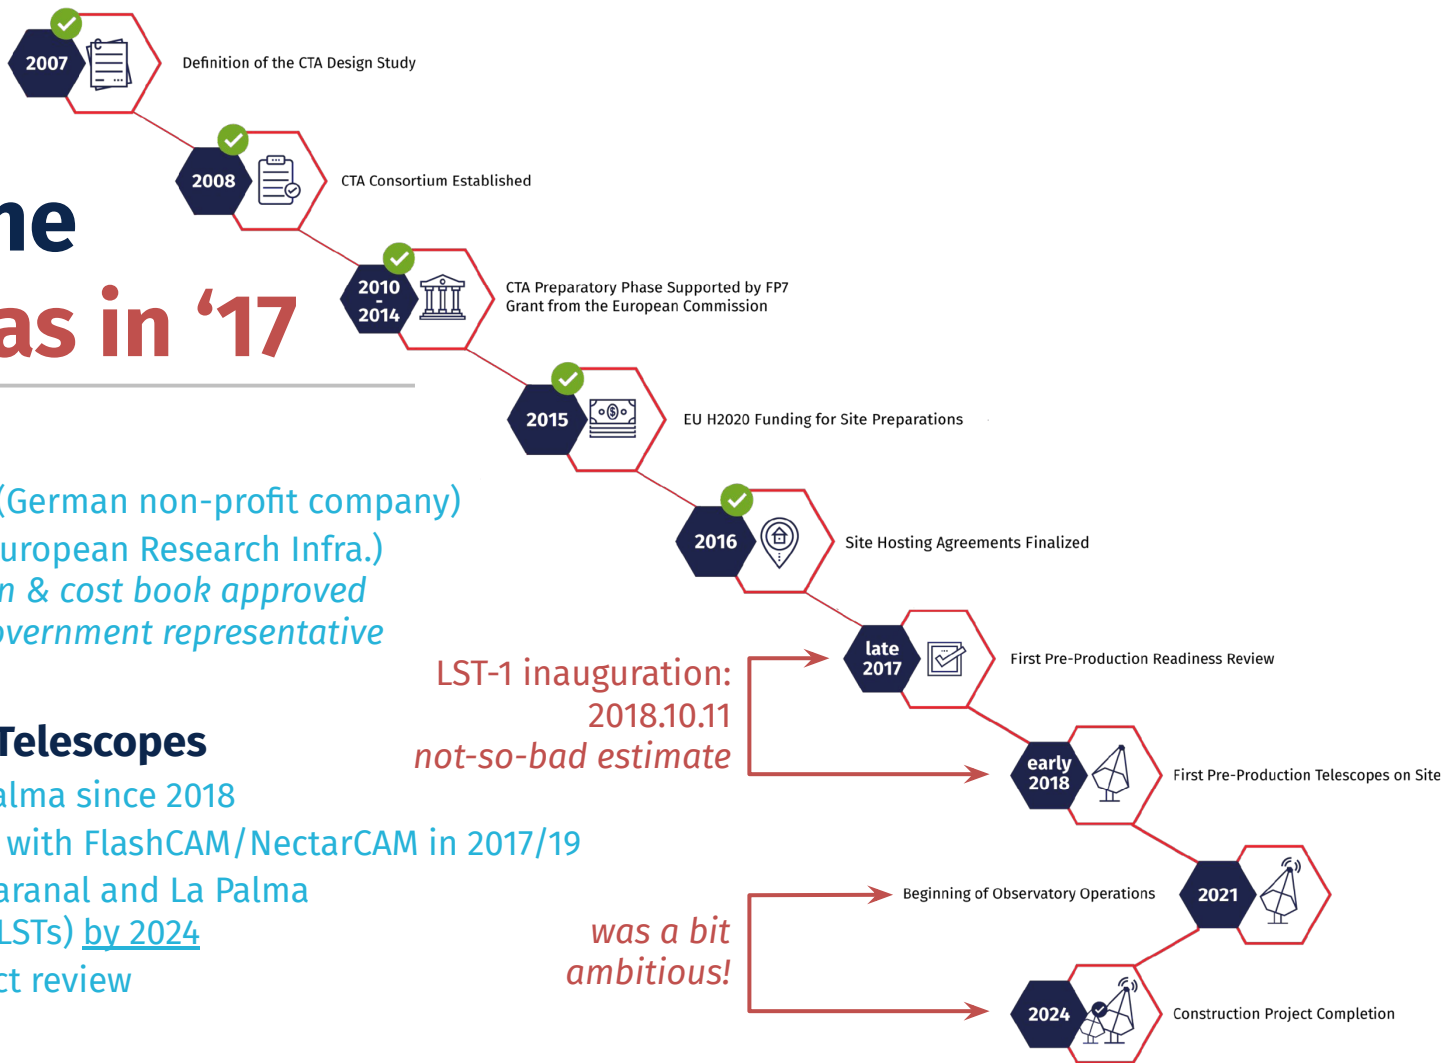 2007
Definition of the CTA Design Study
2008
CTA Consortium Established
ne
as in ‘17
2010
-
2014
CTA Preparatory Phase Supported by FP7
Grant from the European Commission
2015
EU H2020 Funding for Site Preparations
(German non-profit company)
uropean Research Infra.)
n & cost book approved
overnment representative
2016
Site Hosting Agreements Finalized
late
2017
First Pre-Production Readiness Review
LST-1 inauguration:
2018.10.11
not-so-bad estimate
early
2018
First Pre-Production Telescopes on Site
Telescopes
alma since 2018
with FlashCAM/NectarCAM in 2017/19
aranal and La Palma
LSTs) by 2024
ct review
Beginning of Observatory Operations
2021
was a bit
ambitious!
2024
Construction Project Completion